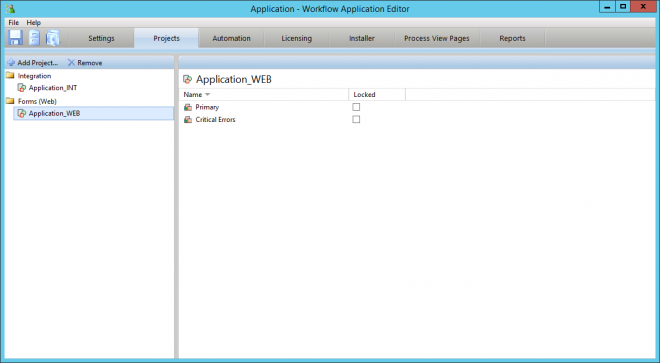 Application - Workflow Application Editor
File Help
Settings Projects Automation Licensing Installer Process View Pages Reports
Add Project... Remove
Integration
Application_INT
Forms (Web)
Application_WEB
Application_WEB
Name Locked
Primary
Critical Errors